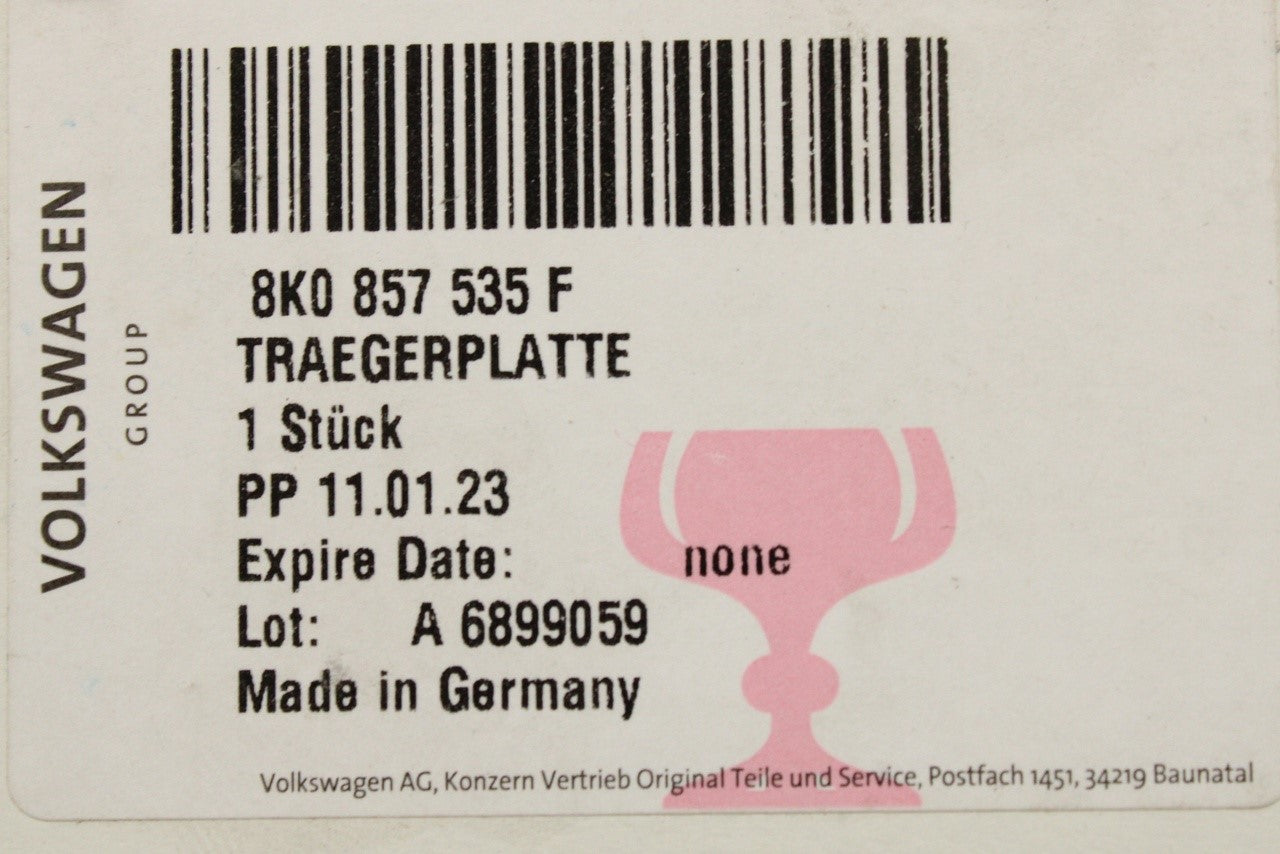 VOLKSWAGEN
GROUP
8K0 857 535 F
TRAEGERPLATTE
1 Stück
PP 11.01.23
Expire Date: none
Lot: A 6899059
Made in Germany
Volkswagen AG, Konzern Vertrieb Original Teile und Service, Postfach 1451, 34219 Baunatal